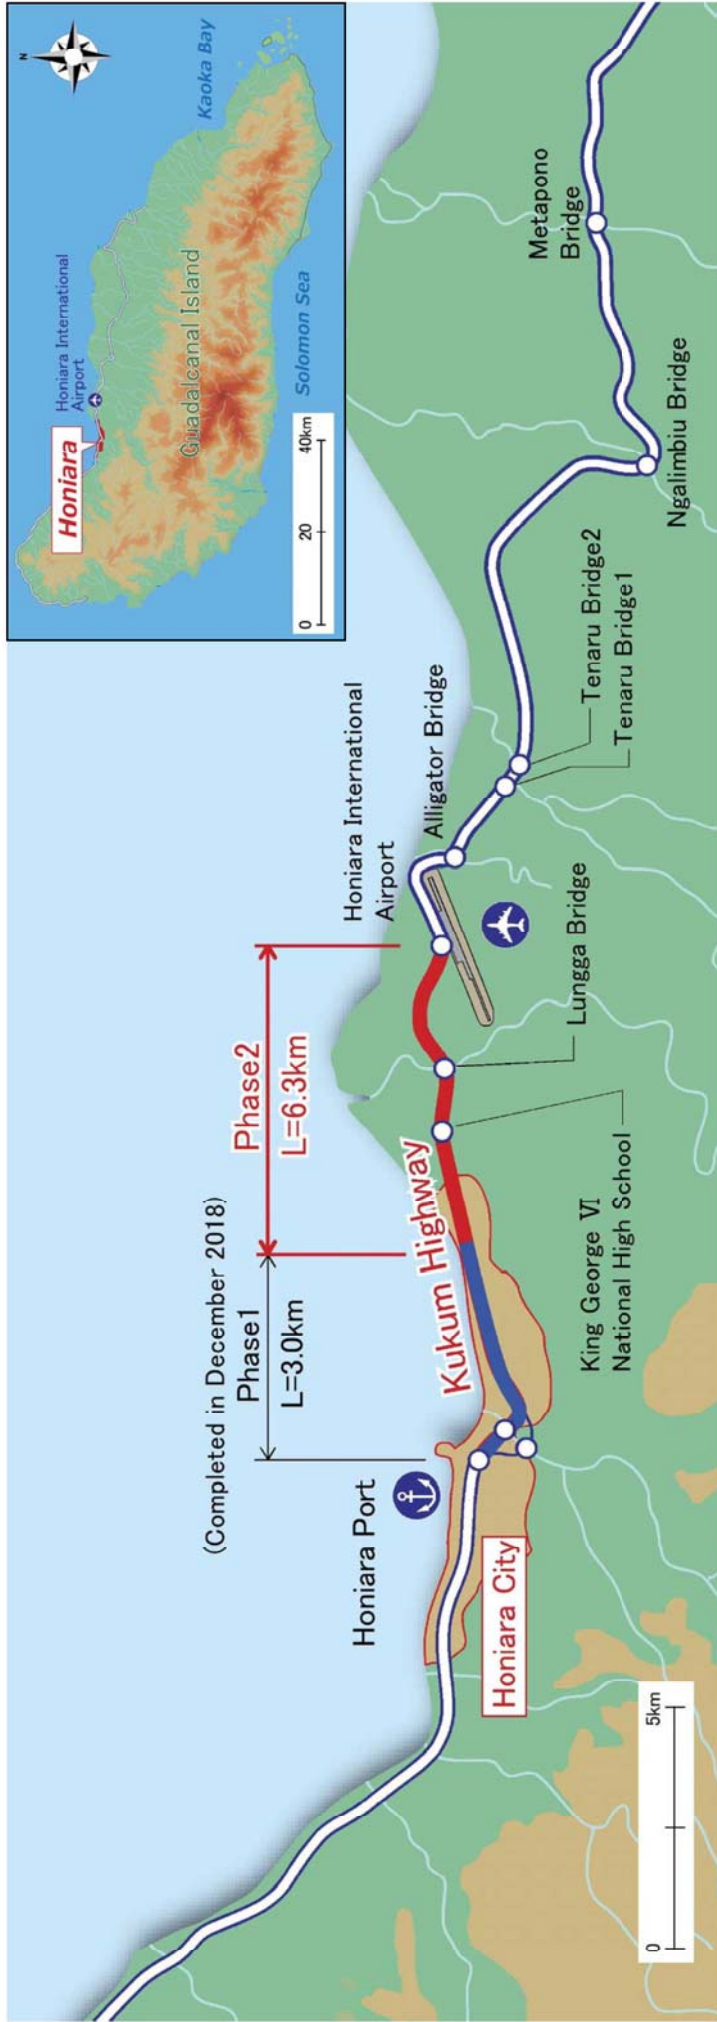 (Completed in December 2018)
Phase1
L=3.0km
Phase2
L=6.3km
Kukum Highway
Honiara Port
Honiara City
Honiara International
Airport
Alligator Bridge
King George Ⅵ
National High School
Lungga Bridge
Tenaru Bridge2
Tenaru Bridge1
Ngalimbiu Bridge
Metapono
Bridge
0
5km
N
Honiara
Honiara International
Airport
Kaoka Bay
Guadalcanal Island
Solomon Sea
0
20
40km